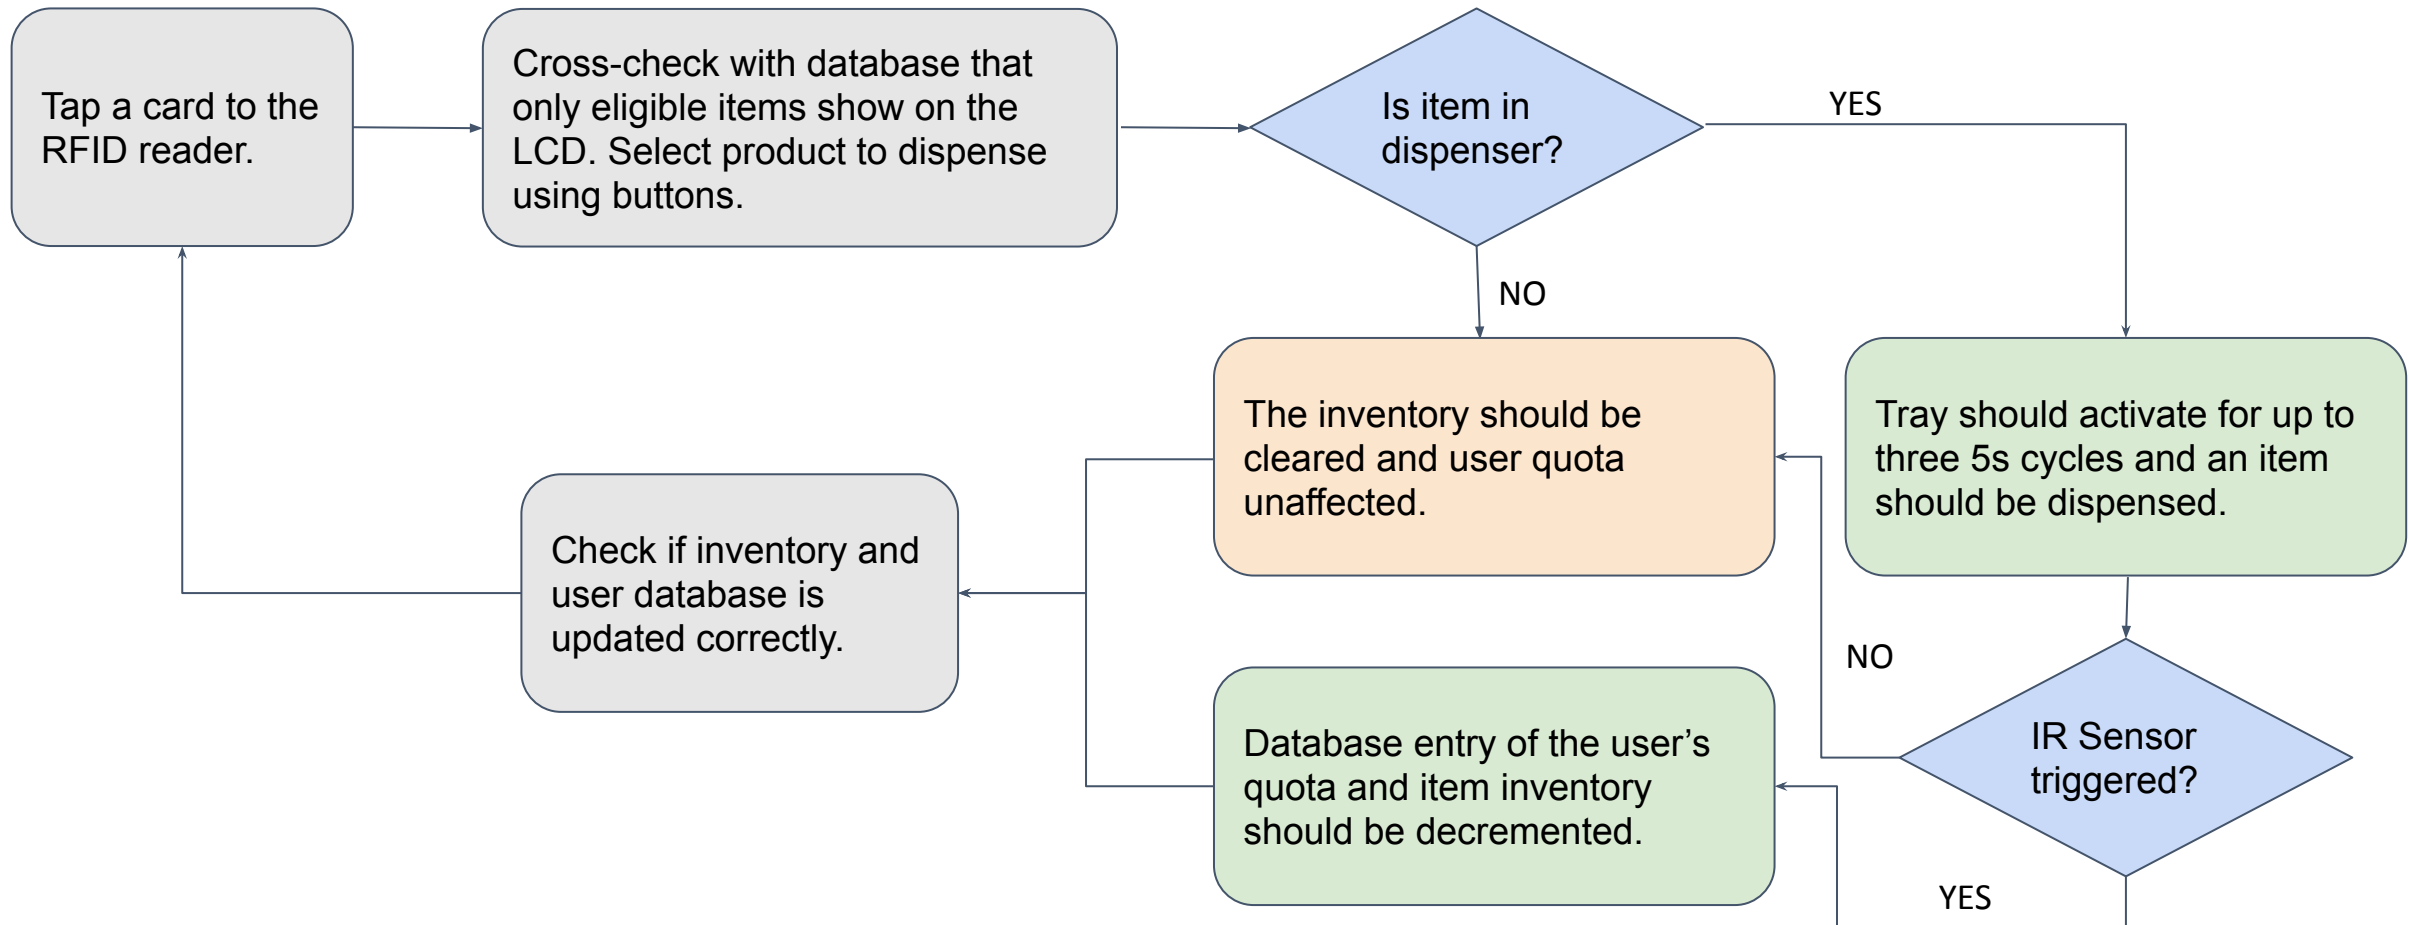 Tap a card to the
RFID reader.
Cross-check with database that
only eligible items show on the
LCD. Select product to dispense
using buttons.
Is item in
dispenser?
YES
NO
The inventory should be
cleared and user quota
unaffected.
Tray should activate for up to
three 5s cycles and an item
should be dispensed.
Check if inventory and
user database is
updated correctly.
NO
IR Sensor
triggered?
Database entry of the user’s
quota and item inventory
should be decremented.
YES